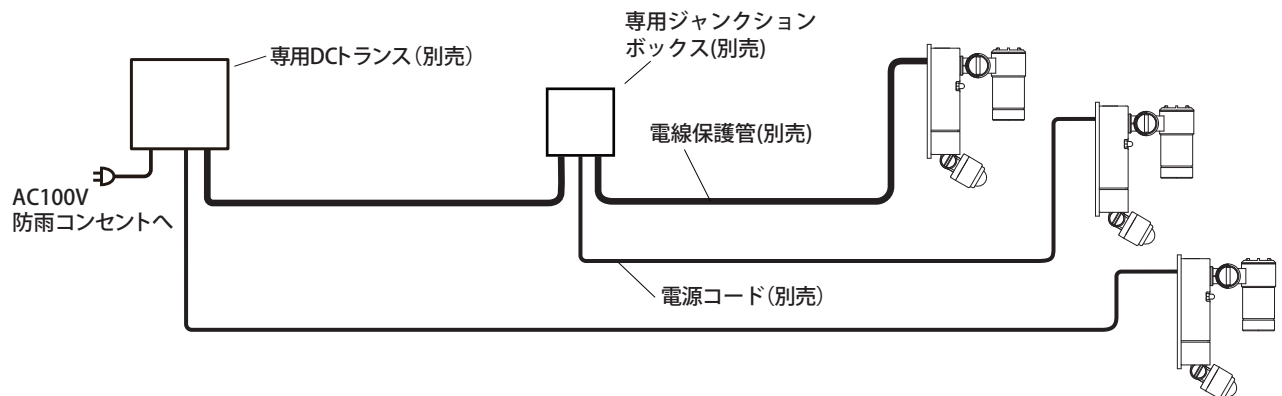 専用DCトランス（別売）
専用ジャンクション
ボックス(別売)
電線保護管(別売)
AC100V
防雨コンセントへ
電源コード（別売）